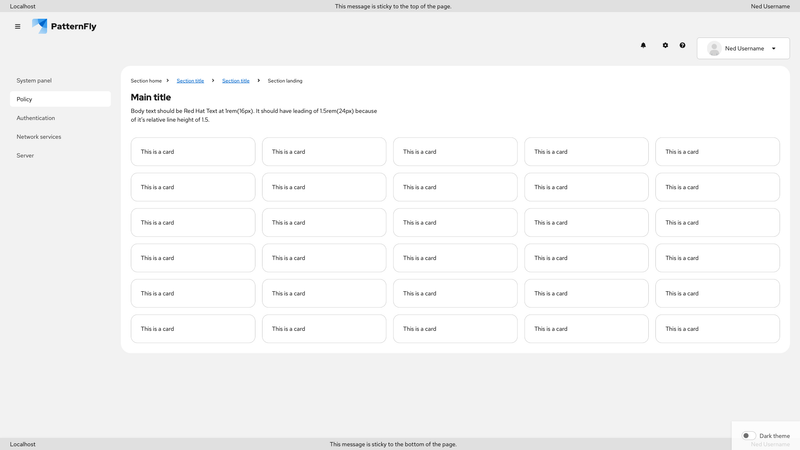 Localhost
This message is sticky to the top of the page.
Ned Username
PatternFly
Ned Username
System panel
Policy
Authentication
Network services
Server
Section home
Section title
Section title
Section landing
Main title
Body text should be Red Hat Text at 1rem(16px). It should have leading of 1.5rem(24px) because
of it's relative line height of 1.5.
This is a card This is a card This is a card This is a card This is a card
This is a card This is a card This is a card This is a card This is a card
This is a card This is a card This is a card This is a card This is a card
This is a card This is a card This is a card This is a card This is a card
This is a card This is a card This is a card This is a card This is a card
This is a card This is a card This is a card This is a card This is a card
Dark theme
Localhost
This message is sticky to the bottom of the page.
Ned Username